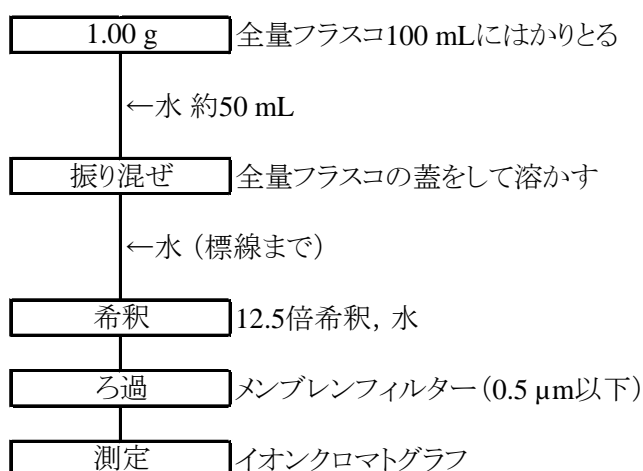 1.00 g 全量フラスコ100 mLにはかりとる
←水 約50 mL
振り混ぜ 全量フラスコの蓋をして溶かす
←水（標線まで）
希釈 12.5倍希釈, 水
ろ過 メンブレンフィルター（0.5 µm以下）
測定 イオンクロマトグラフ